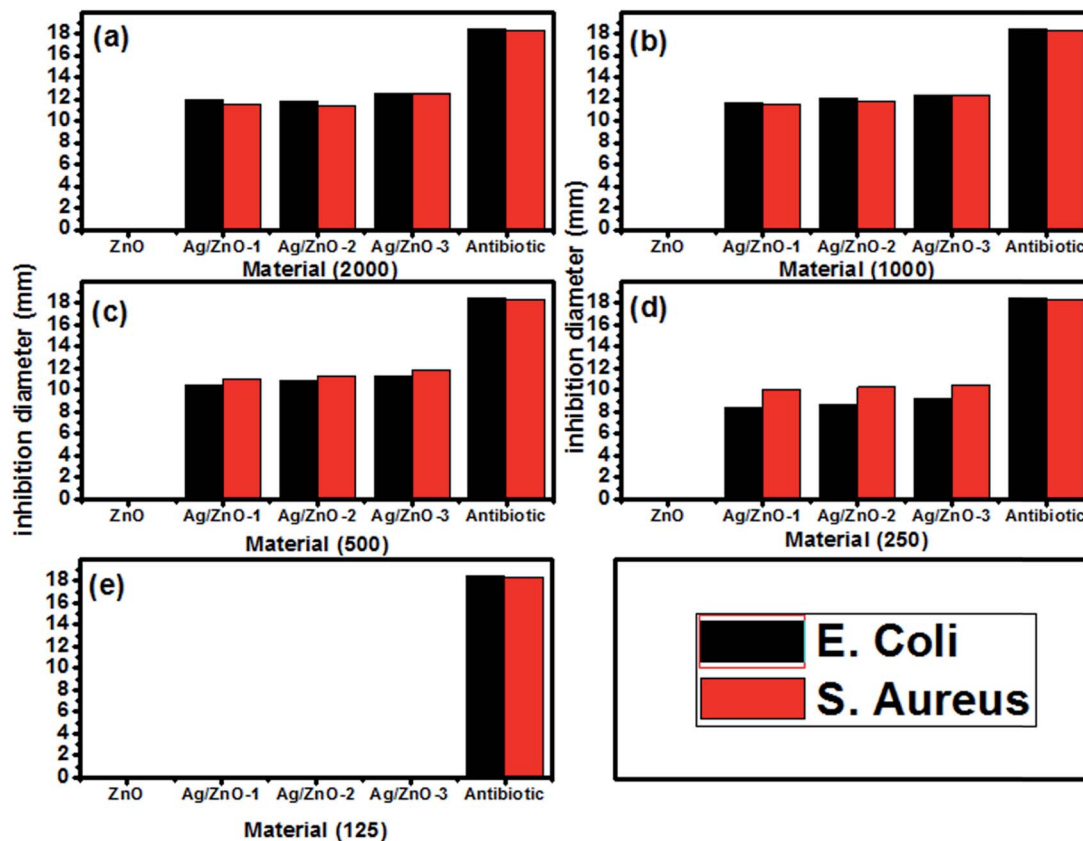 (a)
18
16
14
12
10
8
6
4
2
0
ZnO Ag/ZnO-1 Ag/ZnO-2 Ag/ZnO-3 Antibiotic
Material (2000)
(b)
18
16
14
12
10
8
6
4
2
0
ZnO Ag/ZnO-1 Ag/ZnO-2 Ag/ZnO-3 Antibiotic
Material (1000)
inhibition diameter (mm)
inhibition diameter (mm)
(c)
18
16
14
12
10
8
6
4
2
0
ZnO Ag/ZnO-1 Ag/ZnO-2 Ag/ZnO-3 Antibiotic
Material (500)
(d)
18
16
14
12
10
8
6
4
2
0
ZnO Ag/ZnO-1 Ag/ZnO-2 Ag/ZnO-3 Antibiotic
Material (250)
(e)
18
16
14
12
10
8
6
4
2
0
ZnO Ag/ZnO-1 Ag/ZnO-2 Ag/ZnO-3 Antibiotic
Material (125)
E. Coli
S. Aureus